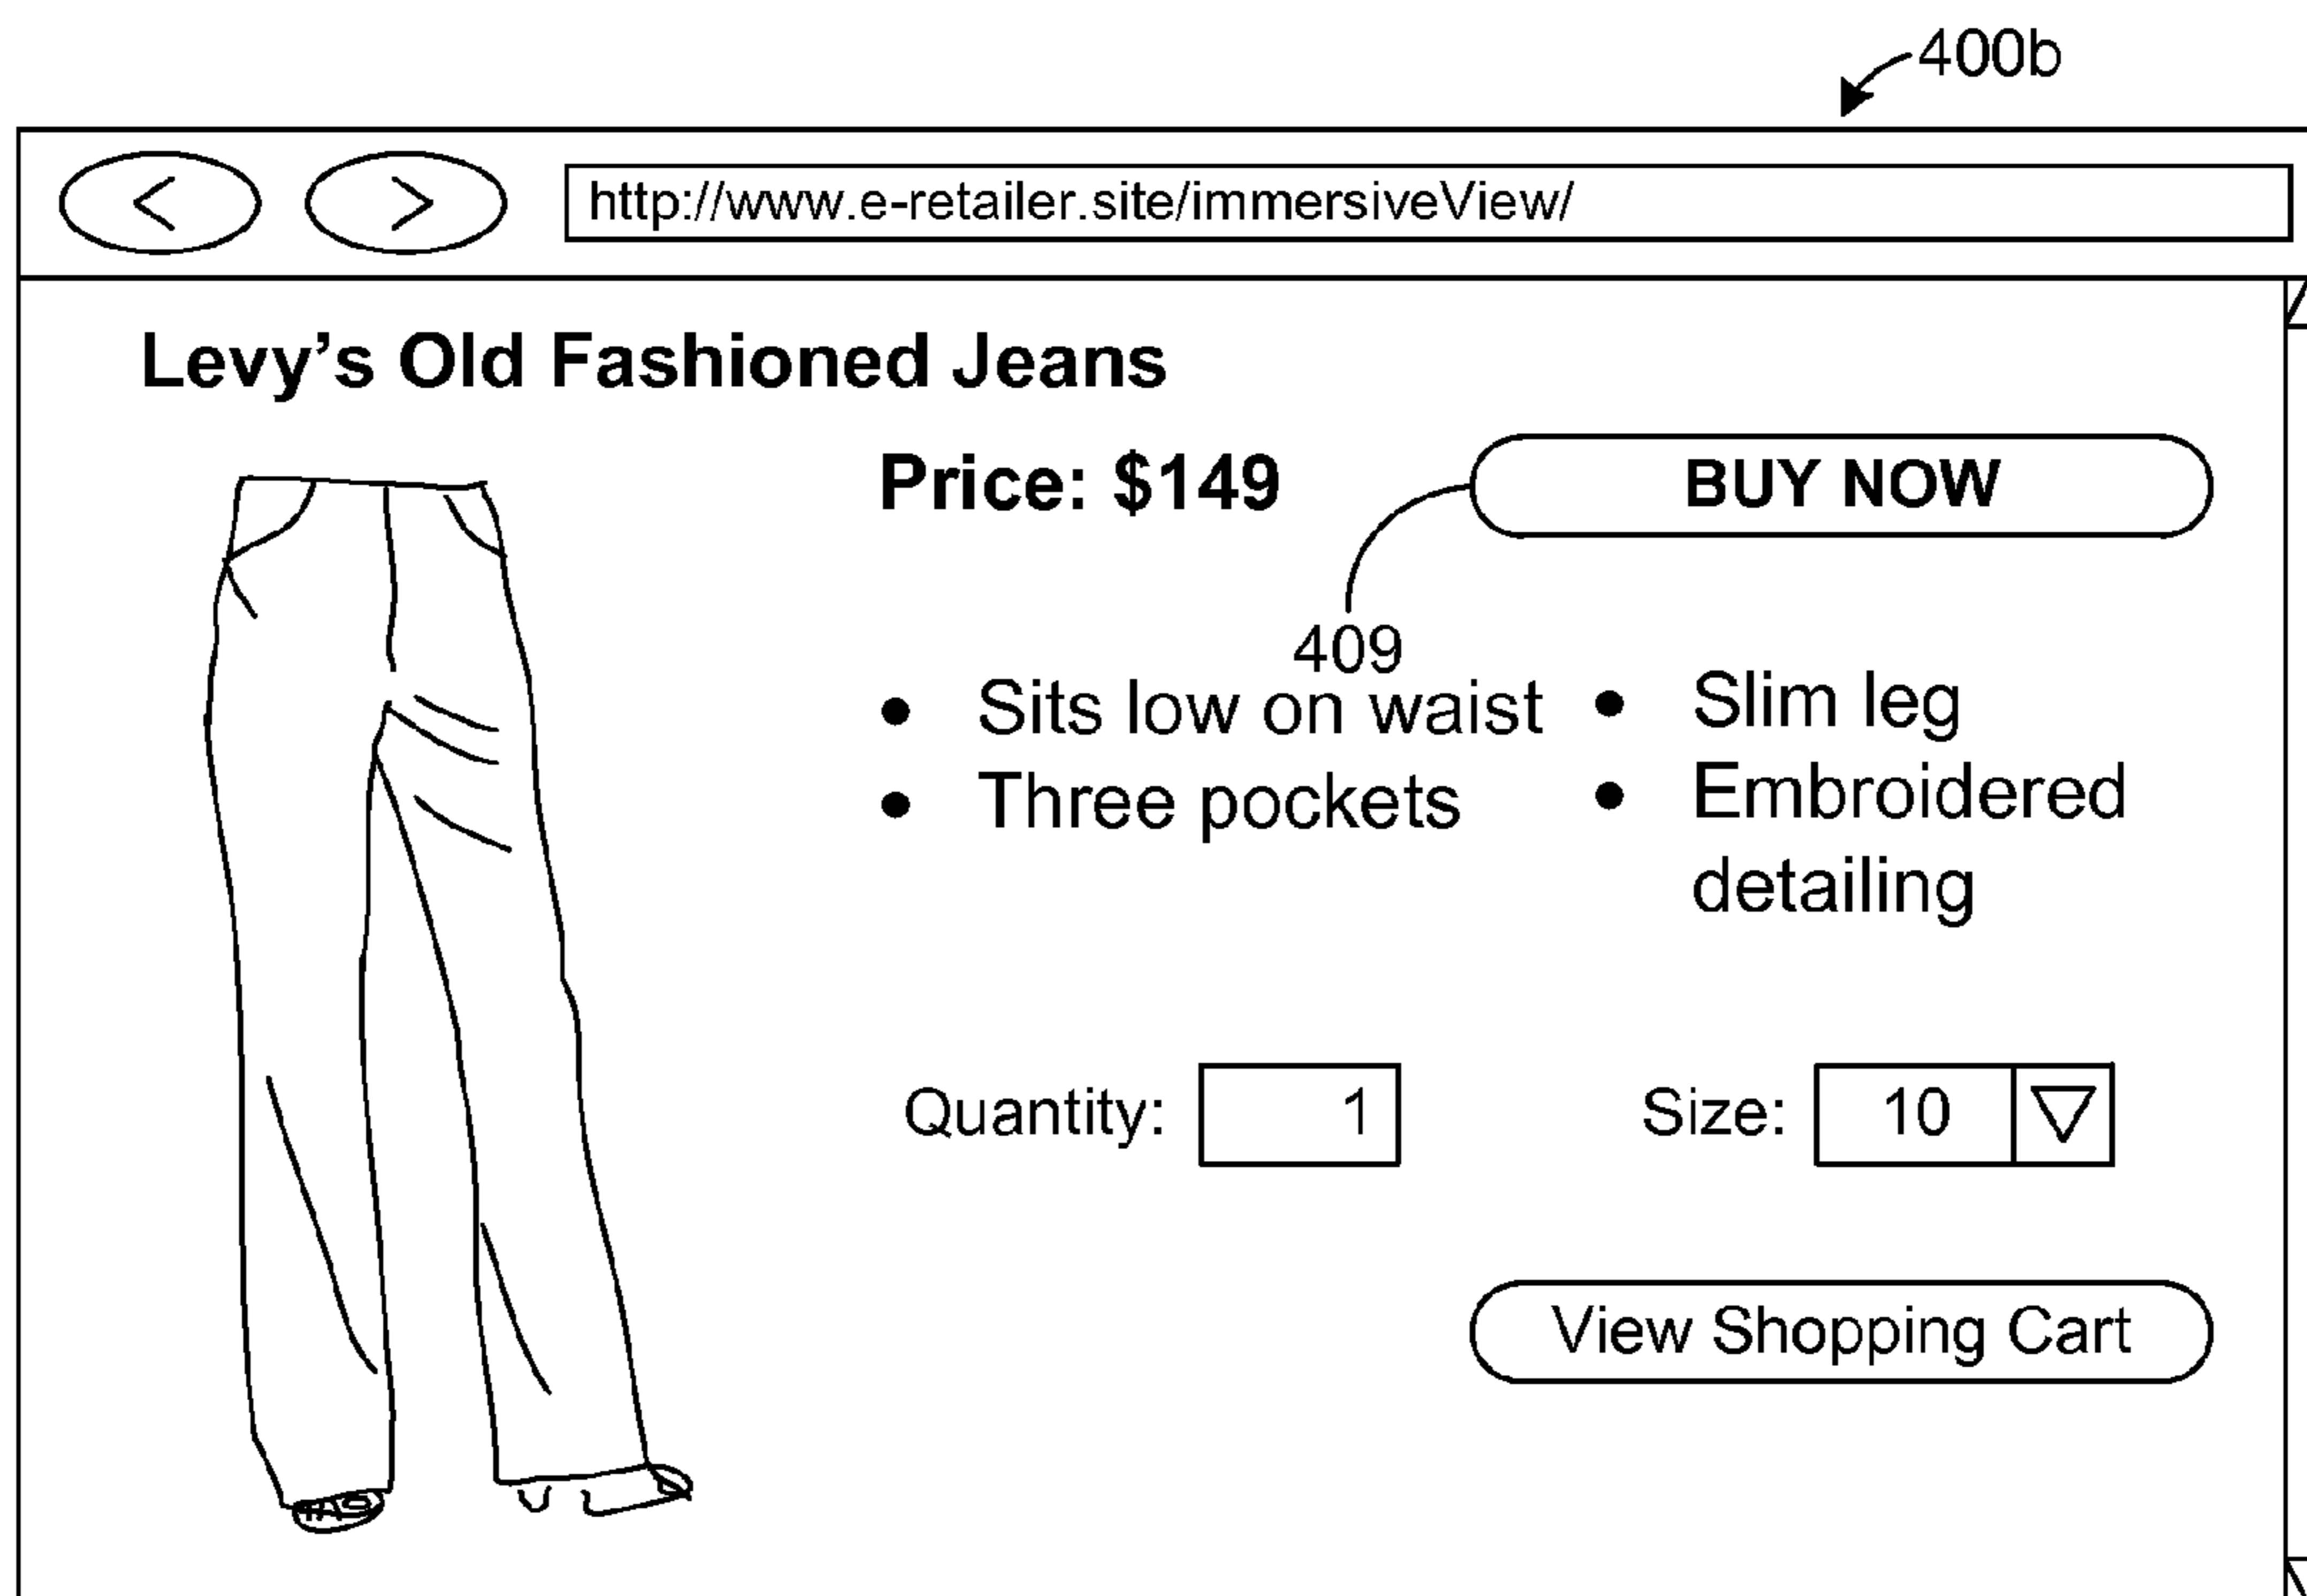 400b
< > http://www.e-retailer.site/immersiveView/
Levy’s Old Fashioned Jeans
Price: $149
BUY NOW
409
• Sits low on waist
• Three pockets
• Slim leg
• Embroidered
detailing
Quantity: 1
Size: 10
View Shopping Cart